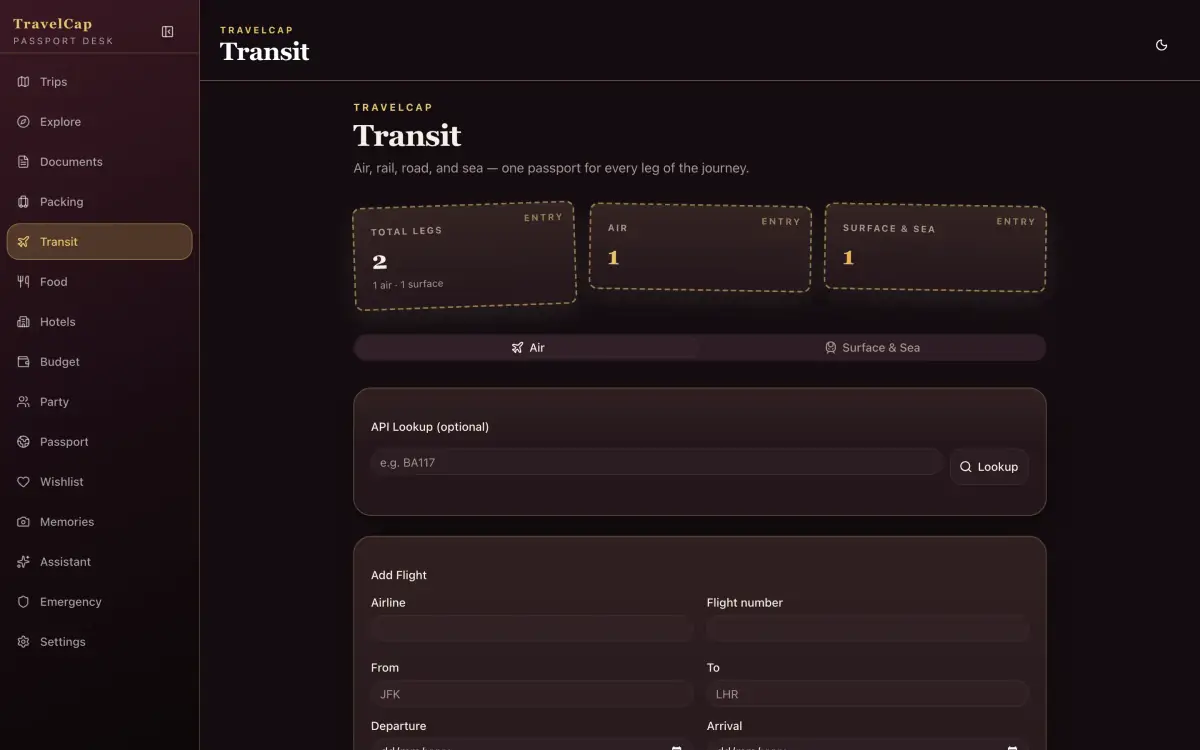 TravelCap
PASSPORT DESK
Trips
Explore
Documents
Packing
Transit
Food
Hotels
Budget
Party
Passport
Wishlist
Memories
Assistant
Emergency
Settings
TRAVELCAP
Transit
TRAVELCAP
Transit
Air, rail, road, and sea — one passport for every leg of the journey.
ENTRY
TOTAL LEGS
2
1 air · 1 surface
ENTRY
AIR
1
ENTRY
SURFACE & SEA
1
Air
Surface & Sea
API Lookup (optional)
e.g. BA117
Lookup
Add Flight
Airline
Flight number
From
To
JFK
LHR
Departure
Arrival